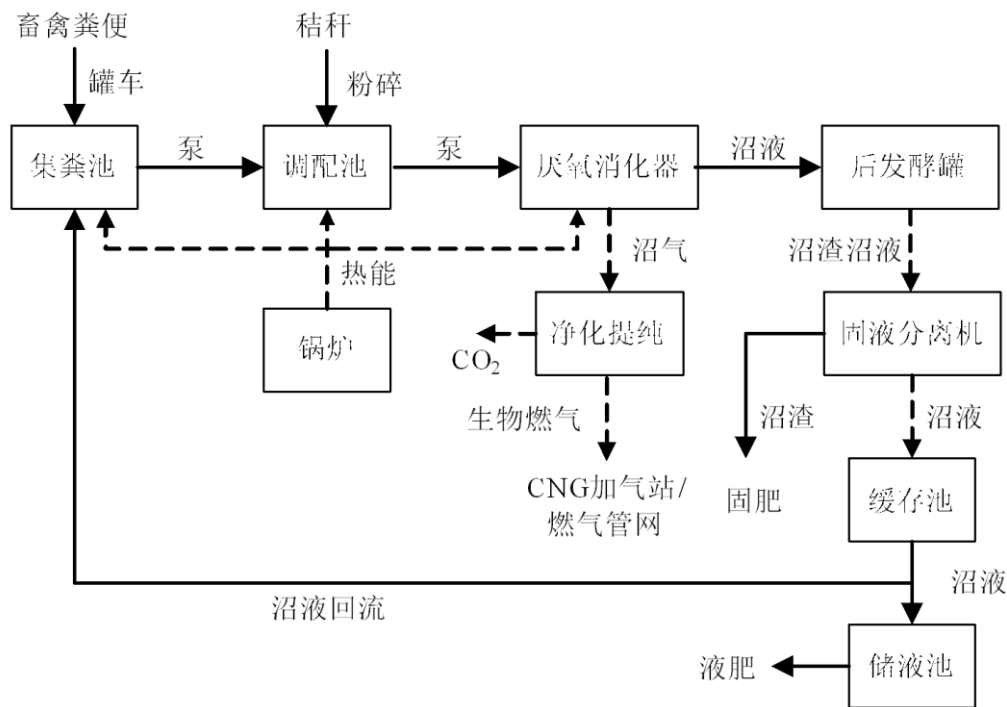 畜禽粪便
秸秆
罐车
粉碎
集粪池
泵
调配池
泵
厌氧消化器
沼液
后发酵罐
热能
沼气
沼渣沼液
锅炉
CO₂
净化提纯
固液分离机
生物燃气
沼渣
沼液
CNG加气站/
燃气管网
固肥
缓存池
沼液回流
沼液
液肥
储液池